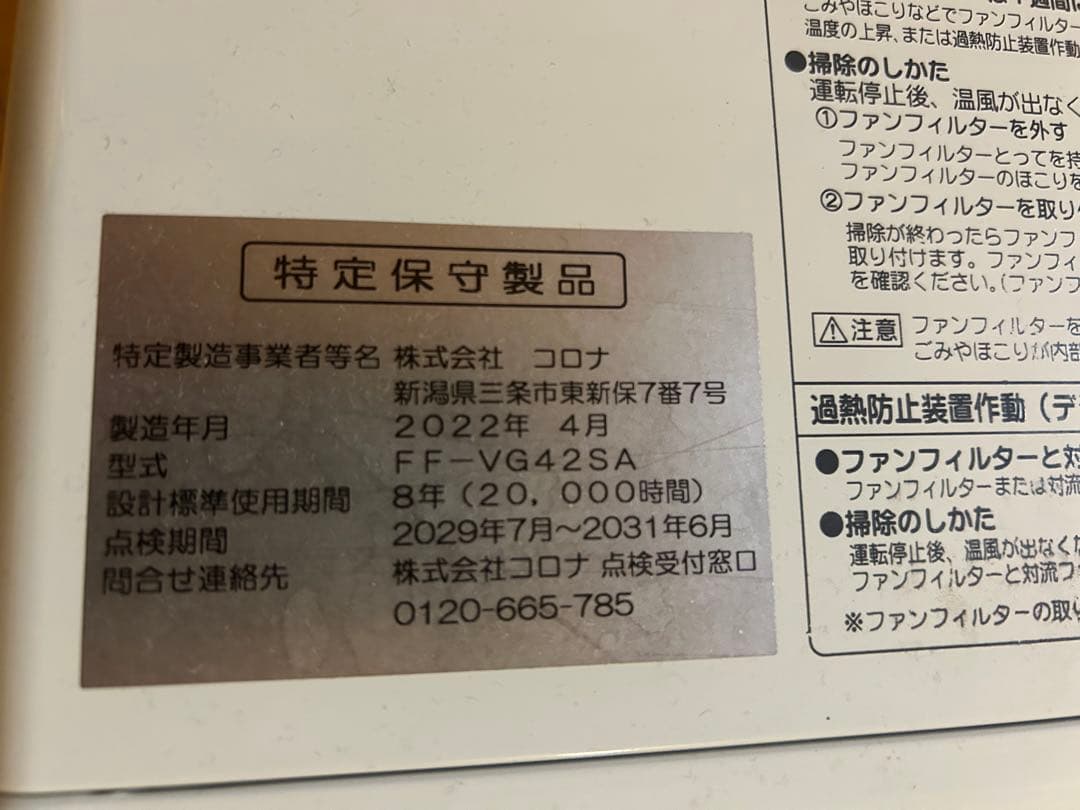 特定保守製品
特定製造事業者等名 株式会社 コロナ
新潟県三条市東新保7番7号
製造年月 2022年 4月
型式 FF-VG42SA
設計標準使用期間 8年（20,000時間）
点検期間 2029年7月～2031年6月
問合せ連絡先 株式会社コロナ 点検受付窓口
0120-665-785
ごみやほこりなどでファンフィルター
温度の上昇、または過熱防止装置作動
●掃除のしかた
運転停止後、温風が出なく
①ファンフィルターを外す
ファンフィルターとってを持
ファンフィルターのほこりを
②ファンフィルターを取り
掃除が終わったらファンフ
取り付けます。ファンフィ
を確認ください。（ファンフ
⚠注意 ファンフィルターを
ごみやほこりが内部
過熱防止装置作動（デ
●ファンフィルターと対
ファンフィルターまたは対流
●掃除のしかた
運転停止後、温風が出なくな
ファンフィルターと対流フ
※ファンフィルターの取り